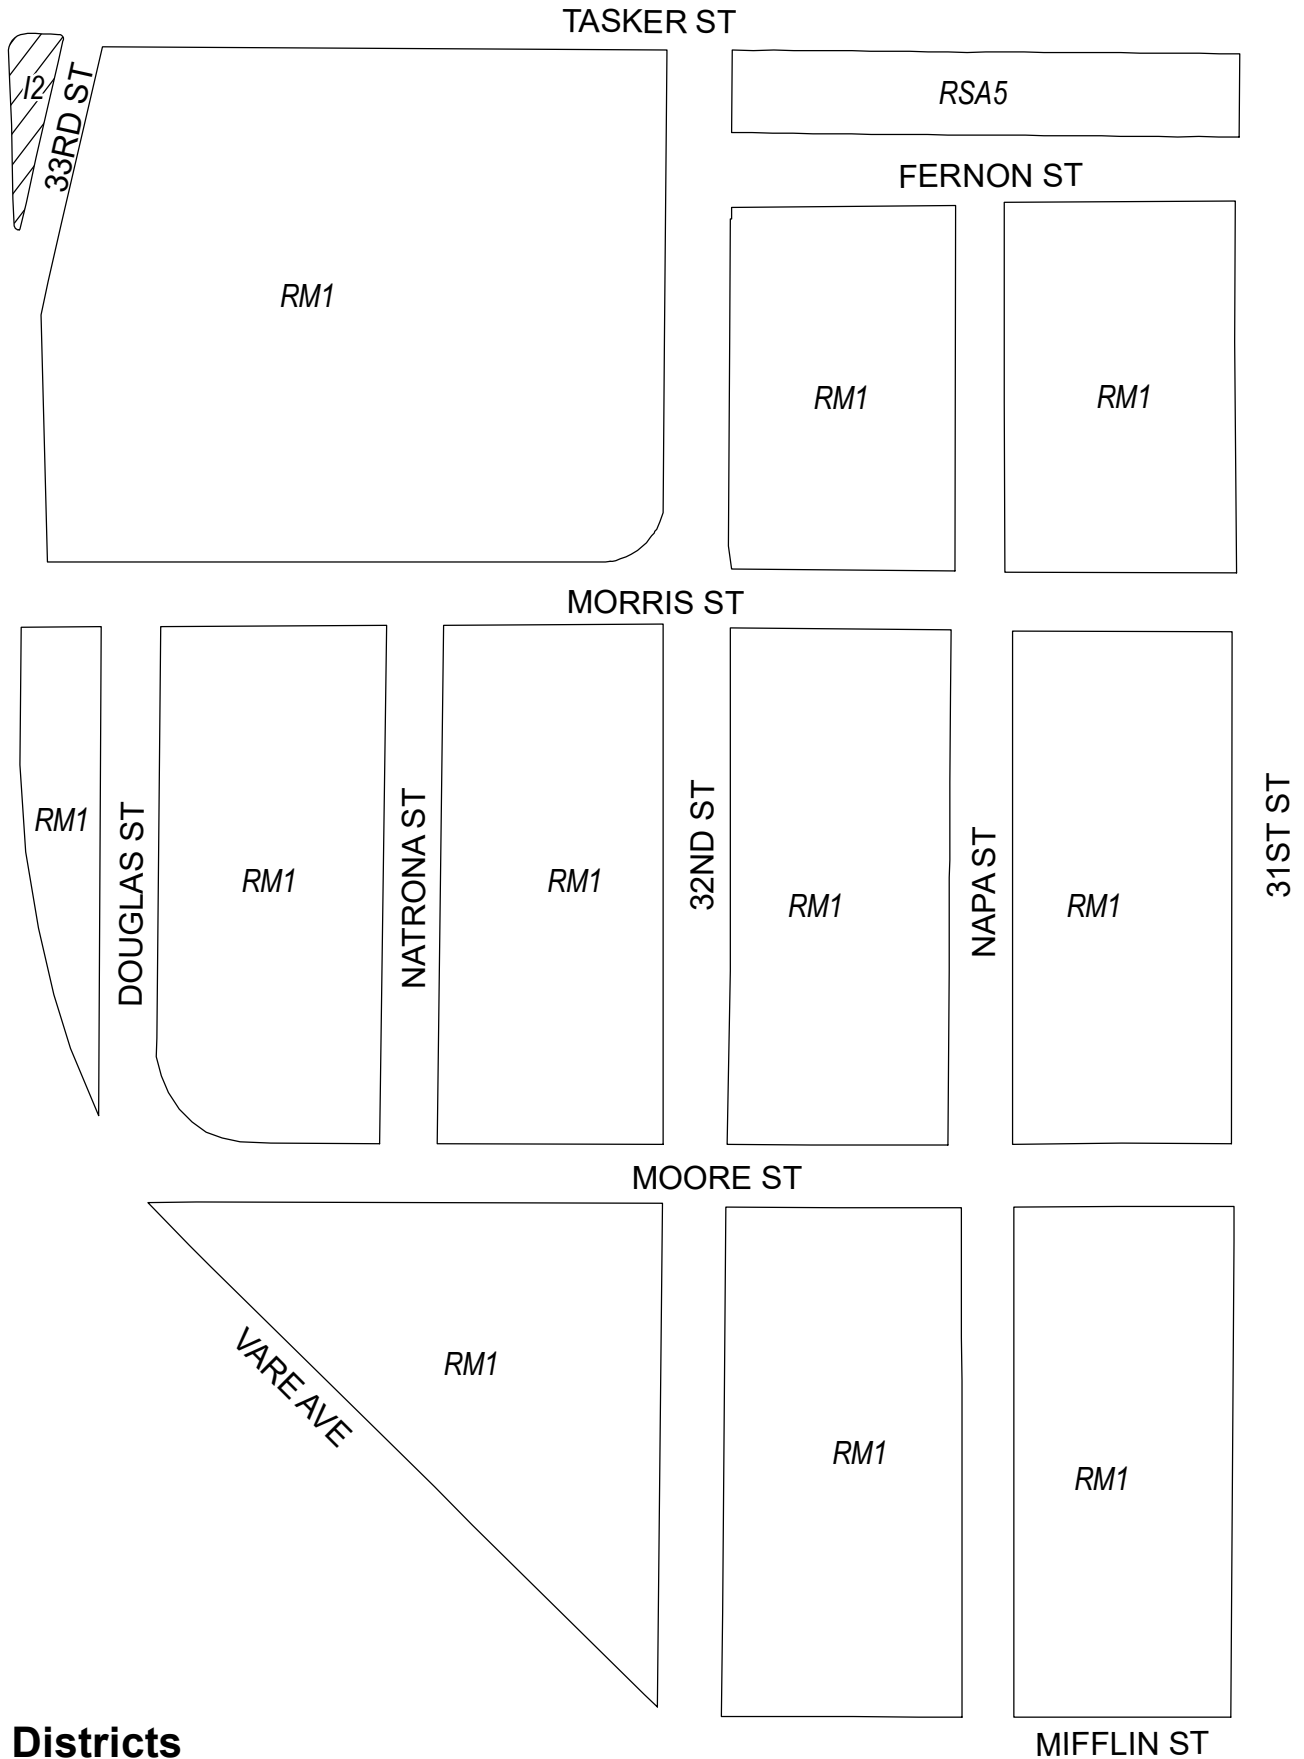 TASKER ST
I2
33RD ST
RSA5
FERNON ST
RM1
RM1
RM1
MORRIS ST
RM1
DOUGLAS ST
RM1
NATRONA ST
RM1
32ND ST
RM1
NAPA ST
RM1
31ST ST
MOORE ST
VARE AVE
RM1
RM1
RM1
Districts
MIFFLIN ST